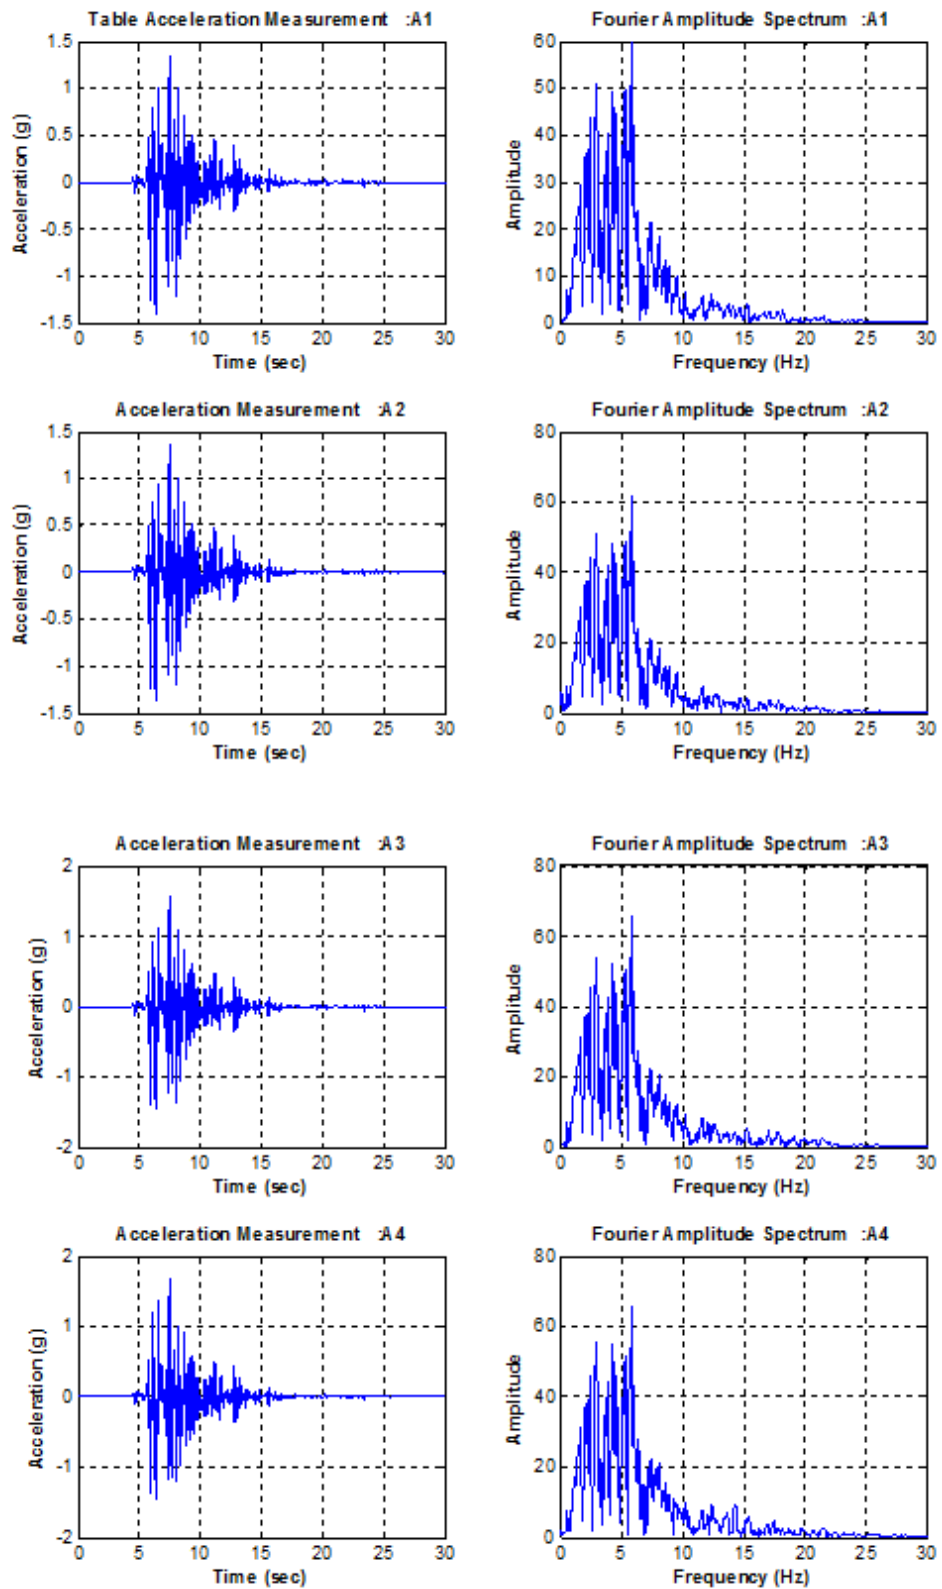 Table Acceleration Measurement :A1
Fourier Amplitude Spectrum :A1
1.5
1
0.5
0
-0.5
-1
-1.5
Acceleration (g)
0 5 10 15 20 25 30
Time (sec)
60
50
40
30
20
10
0
Amplitude
0 5 10 15 20 25 30
Frequency (Hz)
Acceleration Measurement :A2
Fourier Amplitude Spectrum :A2
1.5
1
0.5
0
-0.5
-1
-1.5
Acceleration (g)
0 5 10 15 20 25 30
Time (sec)
80
60
40
20
0
Amplitude
0 5 10 15 20 25 30
Frequency (Hz)
Acceleration Measurement :A3
Fourier Amplitude Spectrum :A3
2
1
0
-1
-2
Acceleration (g)
0 5 10 15 20 25 30
Time (sec)
80
60
40
20
0
Amplitude
0 5 10 15 20 25 30
Frequency (Hz)
Acceleration Measurement :A4
Fourier Amplitude Spectrum :A4
2
1
0
-1
-2
Acceleration (g)
0 5 10 15 20 25 30
Time (sec)
80
60
40
20
0
Amplitude
0 5 10 15 20 25 30
Frequency (Hz)